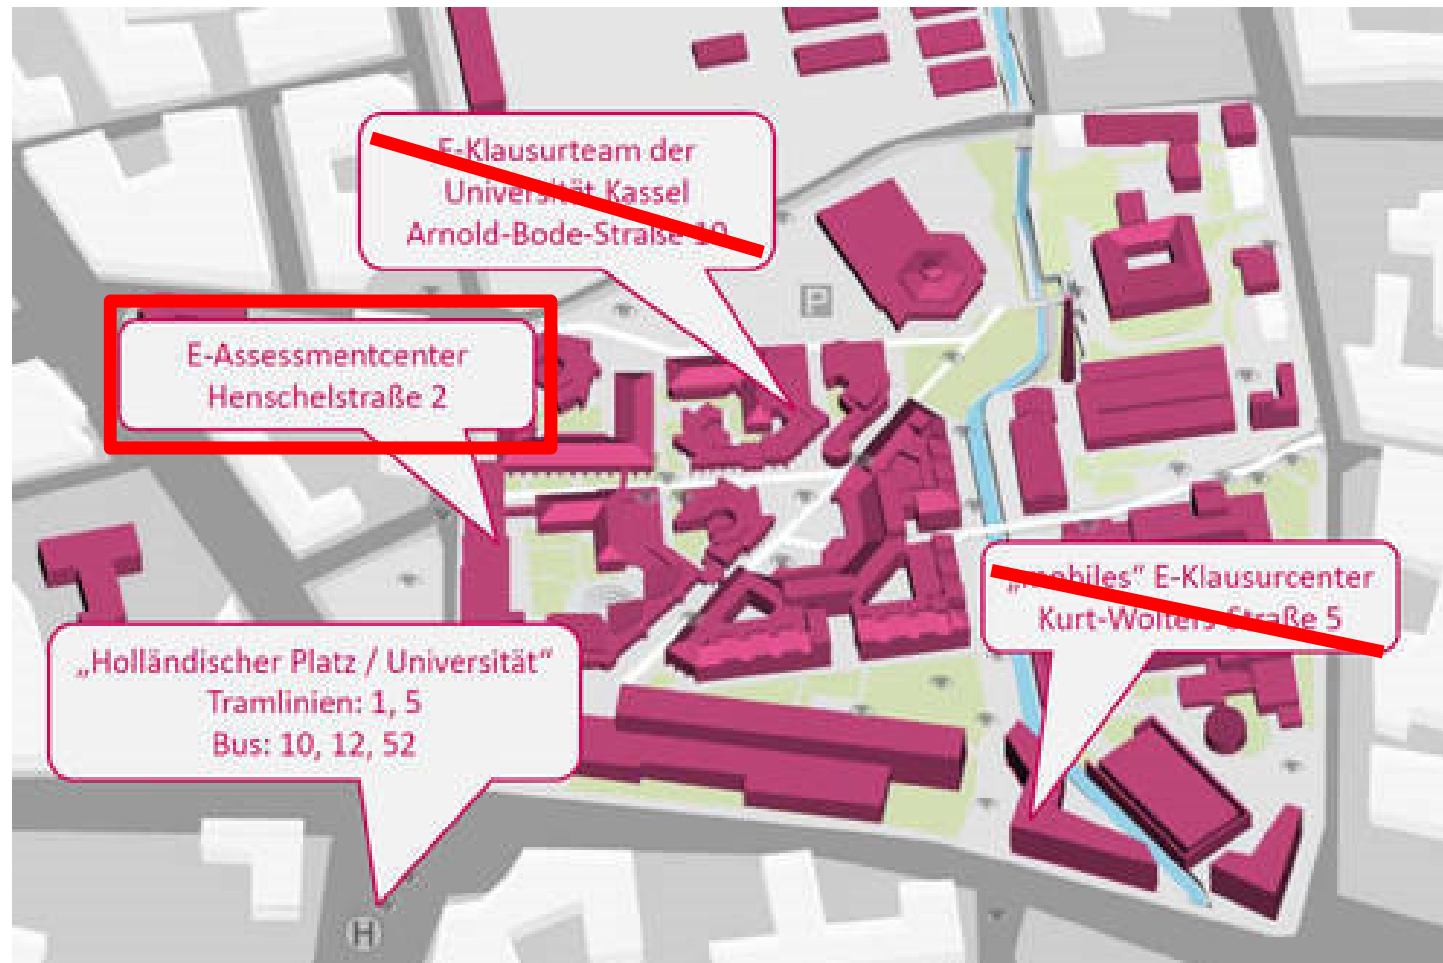 E-Klausurteam der
Universität Kassel
Arnold-Bode-Straße 10
P
E-Assessmentcenter
Henschelstraße 2
„mobiles“ E-Klausurcenter
Kurt-Wolters-Straße 5
„Holländischer Platz / Universität“
Tramlinien: 1, 5
Bus: 10, 12, 52
H